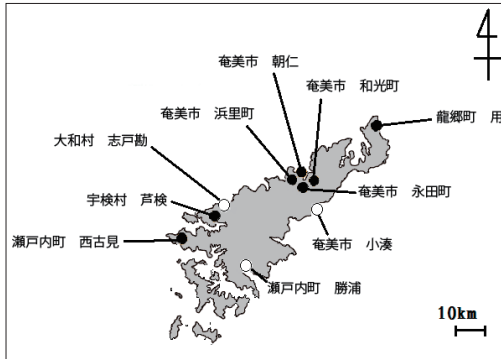 奄美市 朝仁
奄美市 和光町
奄美市 浜里町
龍郷町 用
大和村 志戸勘
宇検村 芦検
奄美市 永田町
瀬戸内町 西古見
奄美市 小湊
瀬戸内町 勝浦
10km